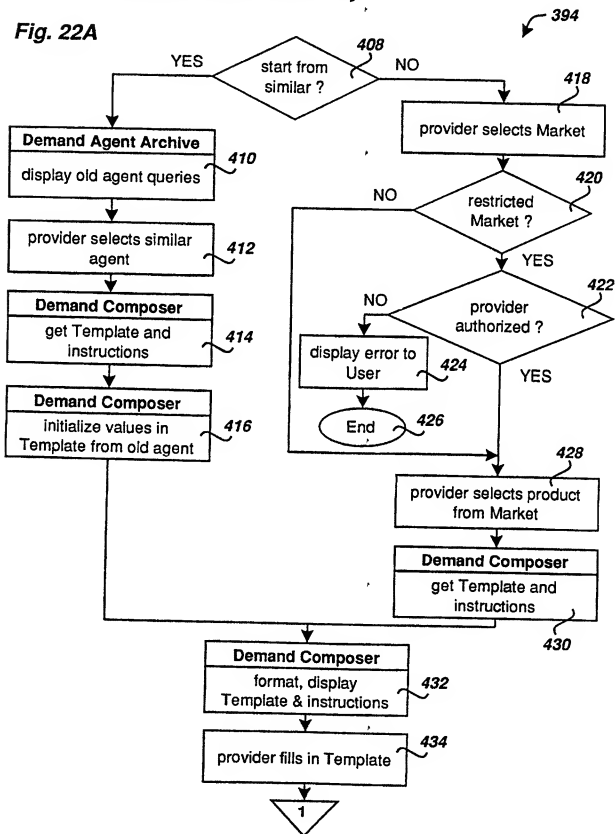 Fig. 22A
394
start from
similar ?
408
YES
NO
Demand Agent Archive
display old agent queries
410
provider selects similar
agent
412
Demand Composer
get Template and
instructions
414
Demand Composer
initialize values in
Template from old agent
416
provider selects Market
418
restricted
Market ?
420
NO
YES
provider
authorized ?
422
NO
YES
display error to
User
424
End
426
provider selects product
from Market
428
Demand Composer
get Template and
instructions
430
Demand Composer
format, display
Template & instructions
432
provider fills in Template
434
1